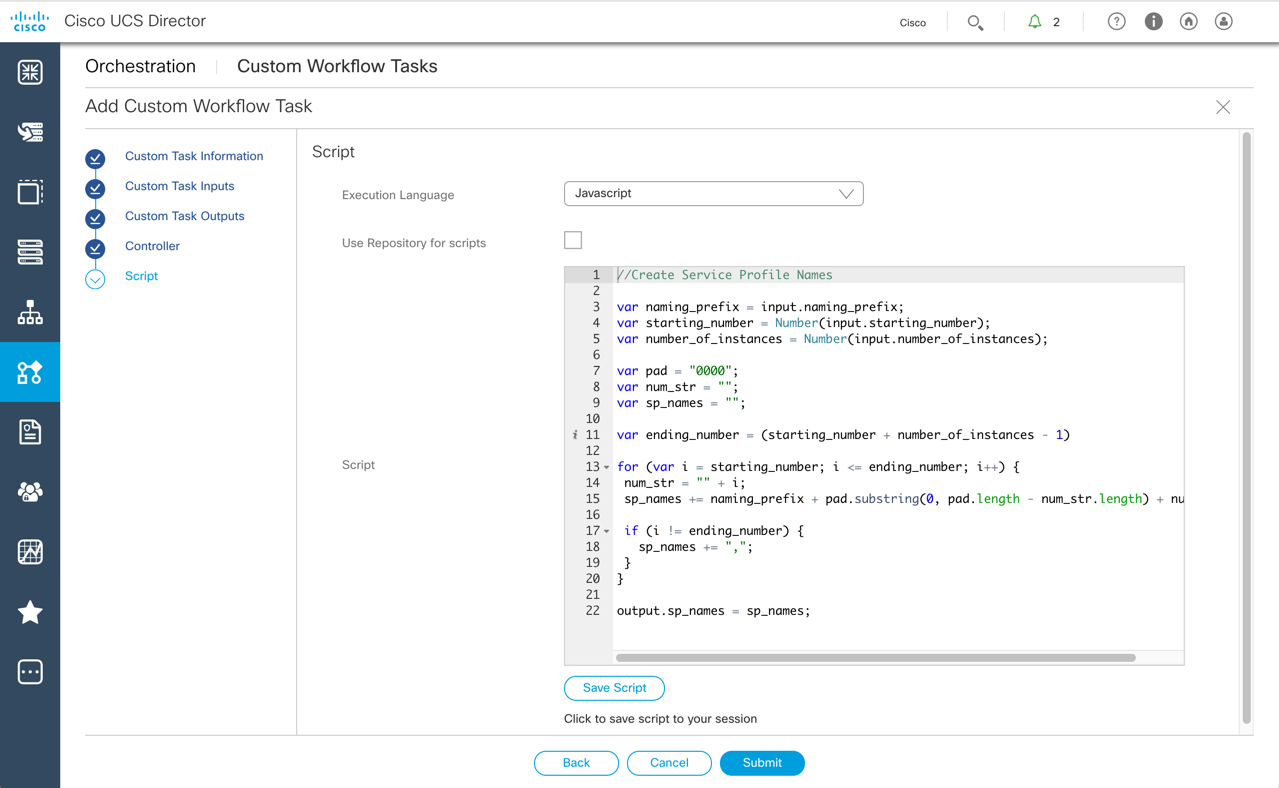 CISCO
Cisco UCS Director
Cisco
2
Orchestration
Custom Workflow Tasks
Add Custom Workflow Task
Custom Task Information
Custom Task Inputs
Custom Task Outputs
Controller
Script
Script
Execution Language
Javascript
Use Repository for scripts
Script
1 //Create Service Profile Names
2
3 var naming_prefix = input.naming_prefix;
4 var starting_number = Number(input.starting_number);
5 var number_of_instances = Number(input.number_of_instances);
6
7 var pad = "0000";
8 var num_str = "";
9 var sp_names = "";
10
i 11 var ending_number = (starting_number + number_of_instances - 1)
12
13 for (var i = starting_number; i <= ending_number; i++) {
14 num_str = "" + i;
15 sp_names += naming_prefix + pad.substring(0, pad.length - num_str.length) + nu
16
17 if (i != ending_number) {
18 sp_names += ",";
19 }
20 }
21
22 output.sp_names = sp_names;
Save Script
Click to save script to your session
Back
Cancel
Submit